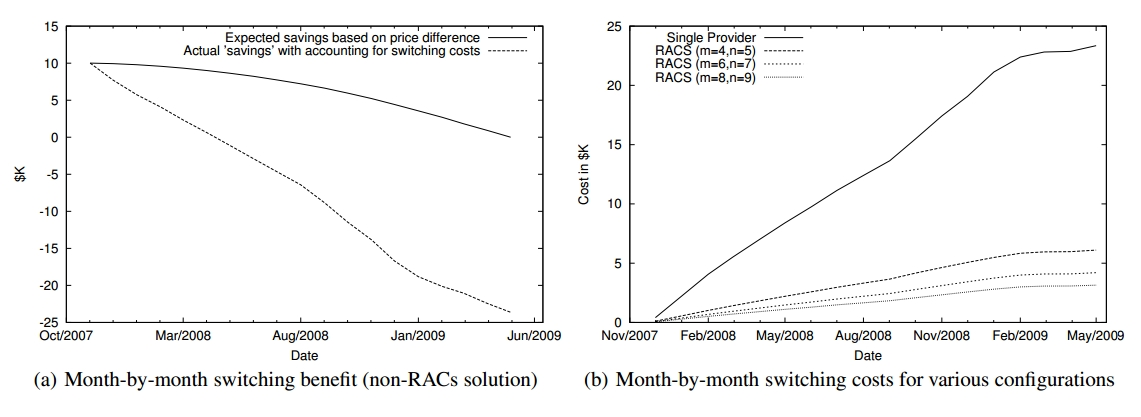 15
10
5
0
-5
-10
-15
-20
-25
$K
Expected savings based on price difference
Actual 'savings' with accounting for switching costs
Oct/2007 Mar/2008 Aug/2008 Jan/2009 Jun/2009
Date
(a) Month-by-month switching benefit (non-RACs solution)
25
20
15
10
5
0
Cost in $K
Single Provider
RACS (m=4,n=5)
RACS (m=6,n=7)
RACS (m=8,n=9)
Nov/2007 Feb/2008 May/2008 Aug/2008 Nov/2008 Feb/2009 May/2009
Date
(b) Month-by-month switching costs for various configurations